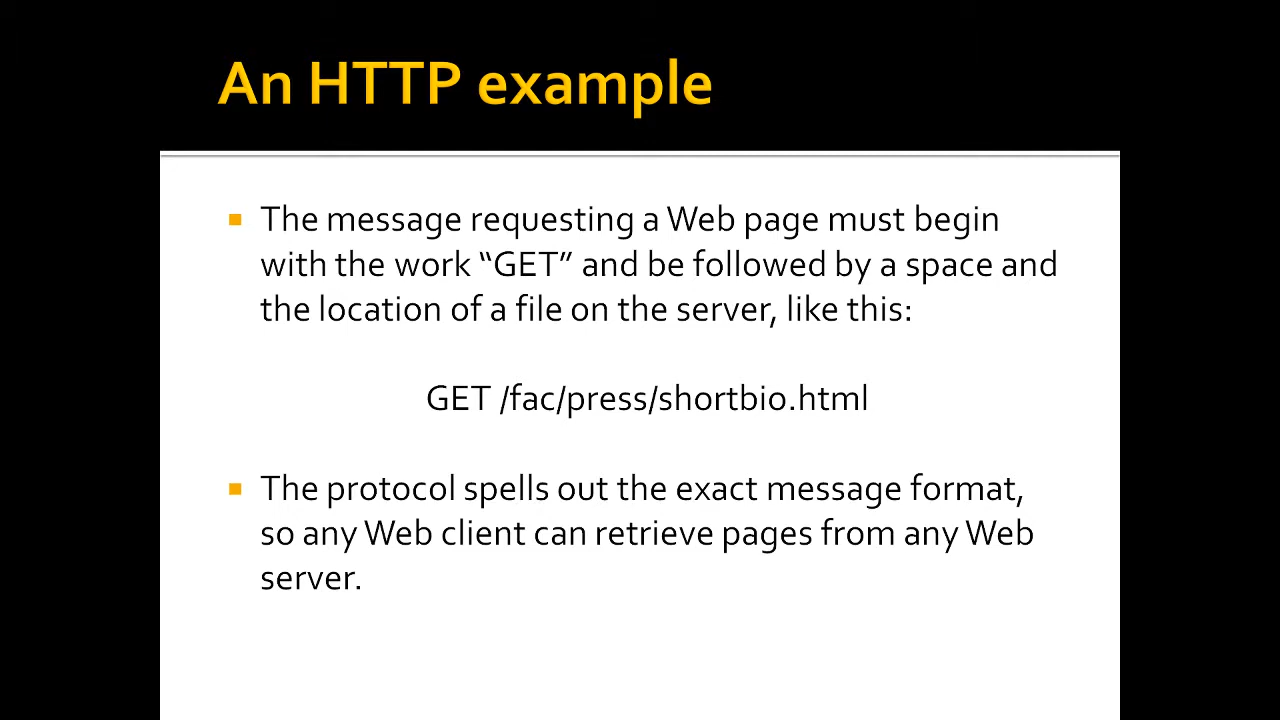 An HTTP example
The message requesting a Web page must begin
with the work “GET” and be followed by a space and
the location of a file on the server, like this:
GET /fac/press/shortbio.html
The protocol spells out the exact message format,
so any Web client can retrieve pages from any Web
server.